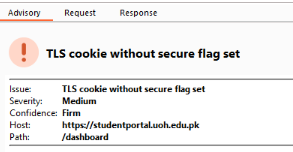 Advisory Request Response
TLS cookie without secure flag set
Issue: TLS cookie without secure flag set
Severity: Medium
Confidence: Firm
Host: https://studentportal.uoh.edu.pk
Path: /dashboard